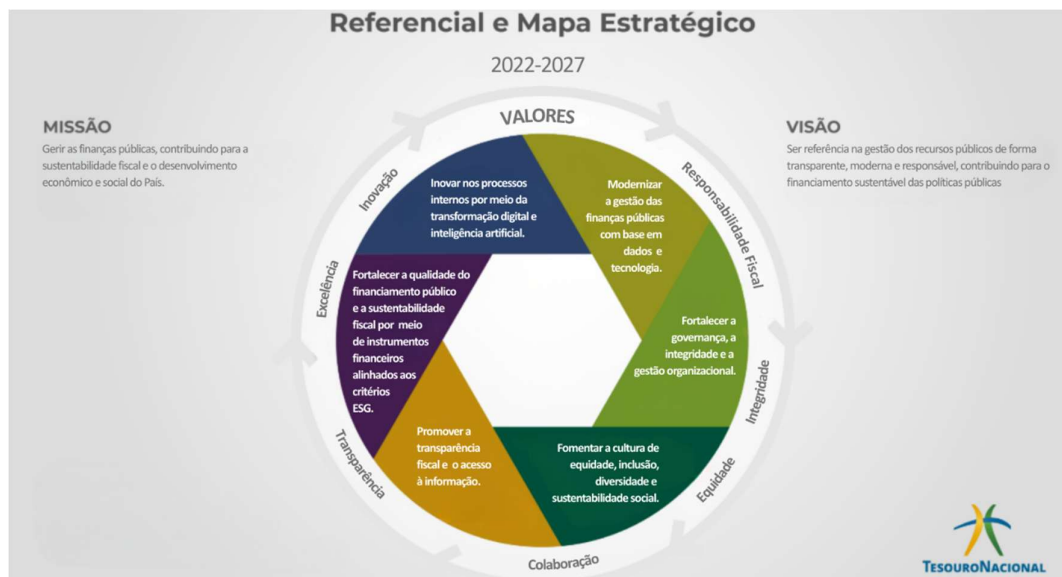 Referencial e Mapa Estratégico
2022-2027
MISSÃO
Gerir as finanças públicas, contribuindo para a
sustentabilidade fiscal e o desenvolvimento
econômico e social do País.
VISÃO
Ser referência na gestão dos recursos públicos de forma
transparente, moderna e responsável, contribuindo para o
financiamento sustentável das políticas públicas
VALORES
Inovação
Responsabilidade Fiscal
Integridade
Equidade
Colaboração
Transparência
Excelência
Inovar nos processos
internos por meio da
transformação digital e
inteligência artificial.
Modernizar
a gestão das
finanças públicas
com base em
dados e
tecnologia.
Fortalecer a
governança, a
integridade e a
gestão organizacional.
Fomentar a cultura de
equidade, inclusão,
diversidade e
sustentabilidade social.
Promover a
transparência
fiscal e o acesso
à informação.
Fortalecer a qualidade do
financiamento público
e a sustentabilidade
fiscal por meio
de instrumentos
financeiros
alinhados aos
critérios
ESG.
TESOURONACIONAL